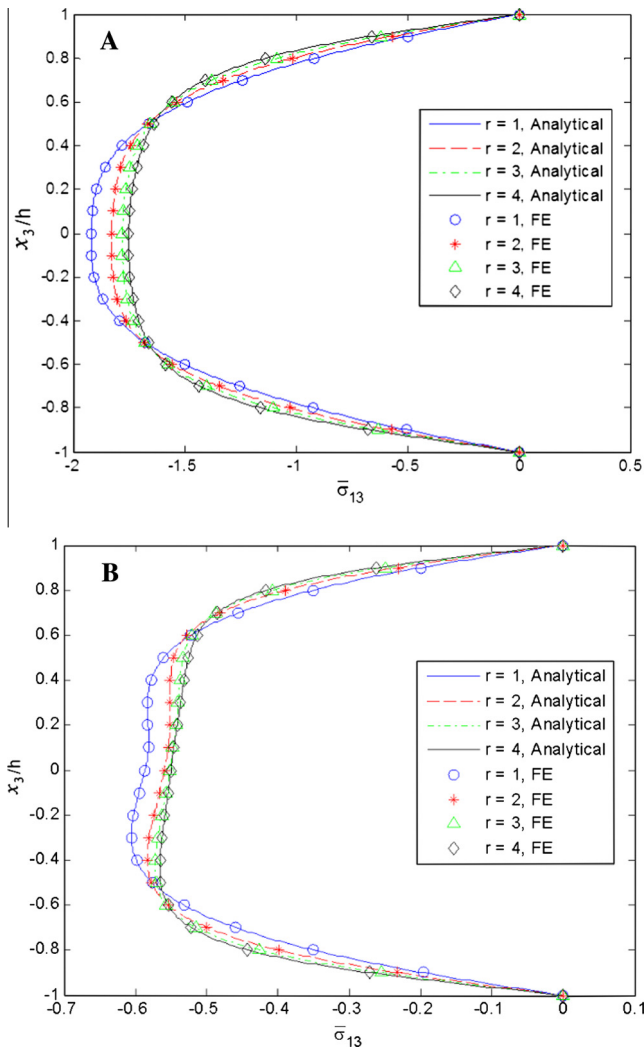 A
1
0.8
0.6
0.4
0.2
0
-0.2
-0.4
-0.6
-0.8
-1
x₃/h
r = 1, Analytical
r = 2, Analytical
r = 3, Analytical
r = 4, Analytical
r = 1, FE
r = 2, FE
r = 3, FE
r = 4, FE
-2 -1.5 -1 -0.5 0 0.5
σ̅₁₃
B
1
0.8
0.6
0.4
0.2
0
-0.2
-0.4
-0.6
-0.8
-1
x₃/h
r = 1, Analytical
r = 2, Analytical
r = 3, Analytical
r = 4, Analytical
r = 1, FE
r = 2, FE
r = 3, FE
r = 4, FE
-0.7 -0.6 -0.5 -0.4 -0.3 -0.2 -0.1 0 0.1
σ̅₁₃